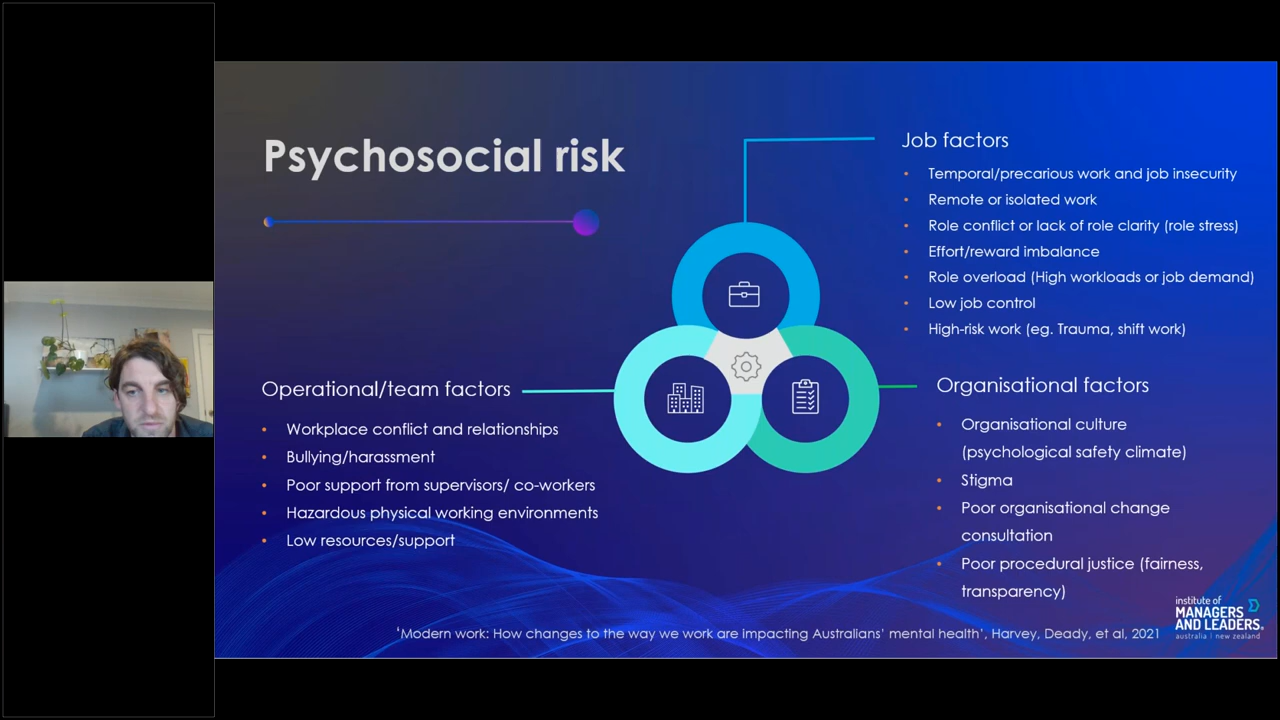 Psychosocial risk
Job factors
Temporal/precarious work and job insecurity
Remote or isolated work
Role conflict or lack of role clarity (role stress)
Effort/reward imbalance
Role overload (High workloads or job demand)
Low job control
High-risk work (eg. Trauma, shift work)
Operational/team factors
Workplace conflict and relationships
Bullying/harassment
Poor support from supervisors/ co-workers
Hazardous physical working environments
Low resources/support
Organisational factors
Organisational culture
(psychological safety climate)
Stigma
Poor organisational change
consultation
Poor procedural justice (fairness,
transparency)
‘Modern work: How changes to the way we work are impacting Australians’ mental health’, Harvey, Deady, et al, 2021
institute of
MANAGERS
AND LEADERS®
australia | new zealand